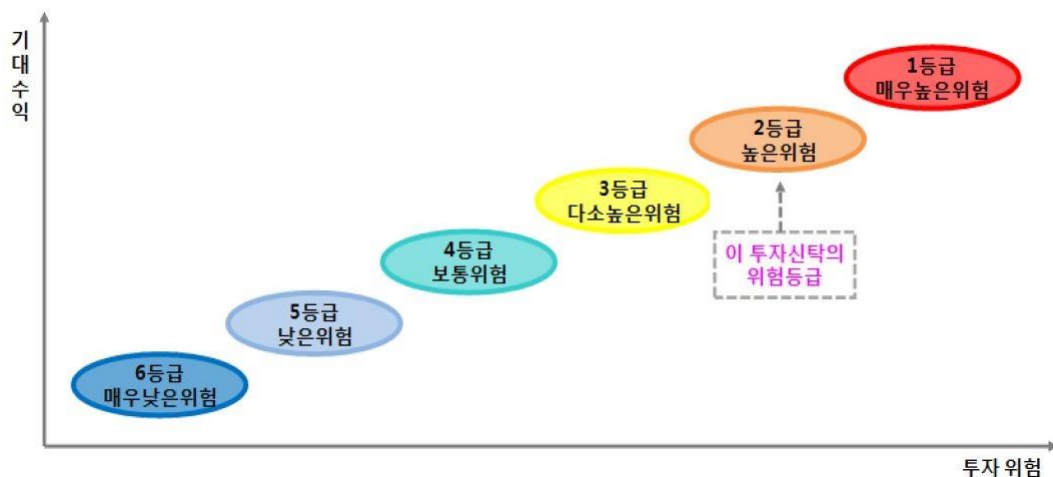 기
대
수
익
1등급
매우높은위험
2등급
높은위험
3등급
다소높은위험
이 투자신탁의
위험등급
4등급
보통위험
5등급
낮은위험
6등급
매우낮은위험
투자 위험